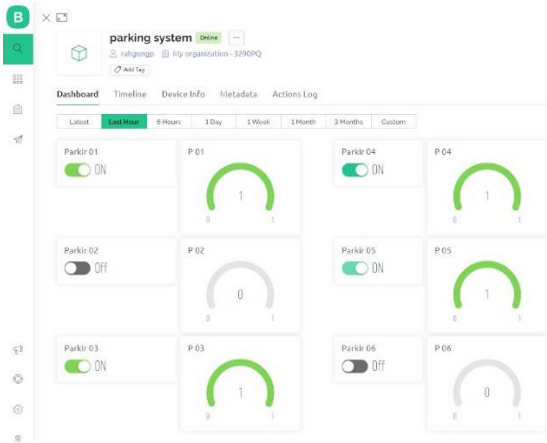 B
parking system Online ...
rahgungp My organization - 3290PQ
Add Tag
Dashboard Timeline Device Info Metadata Actions Log
Latest Last Hour 6 Hours 1 Day 1 Week 1 Month 3 Months Custom
Parkir 01 P 01 Parkir 04 P 04
ON ON
1 1
0 1 0 1
Parkir 02 P 02 Parkir 05 P 05
Off ON
0 1
0 1 0 1
Parkir 03 P 03 Parkir 06 P 06
ON Off
1 0
0 1 0 1